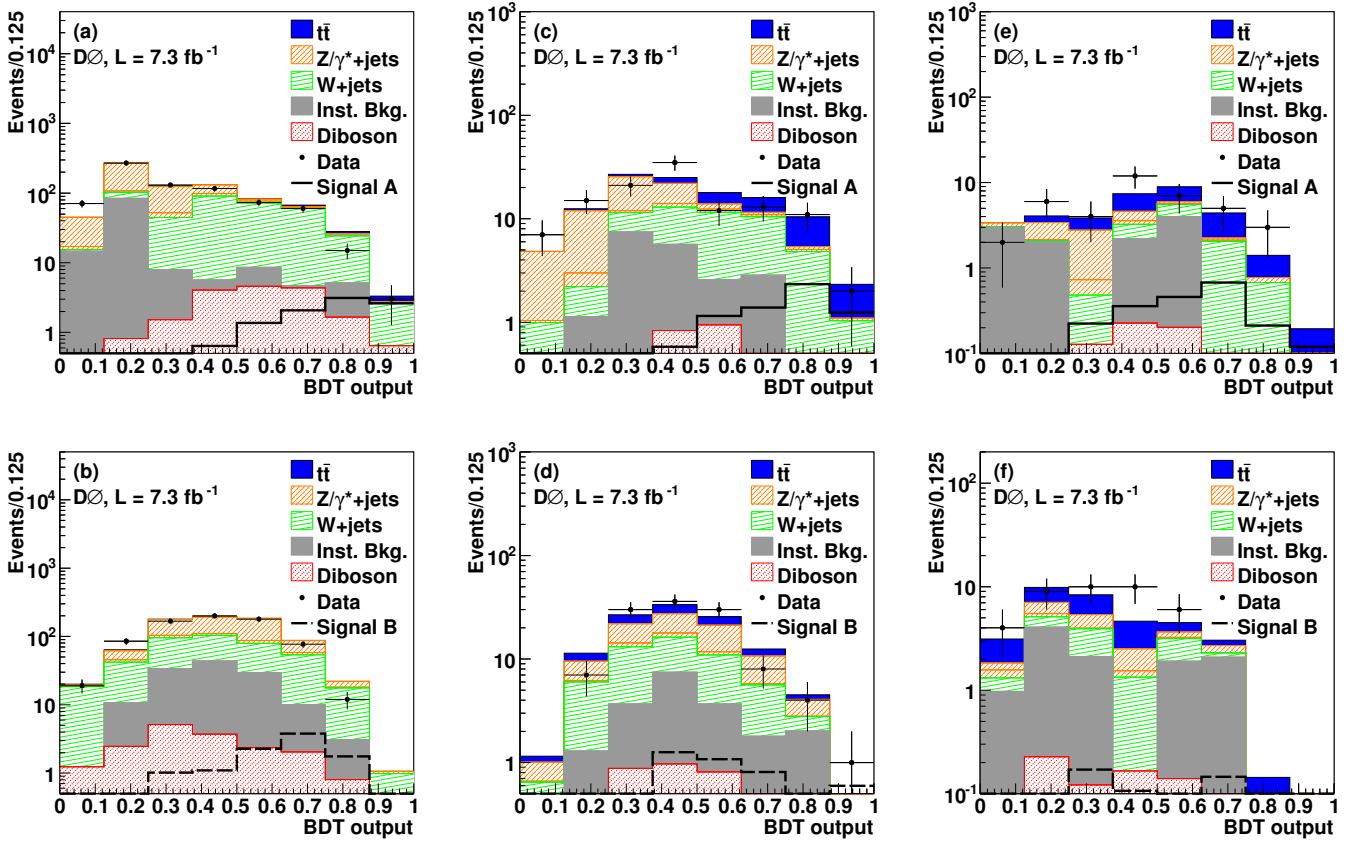 (a)
DØ, L = 7.3 fb⁻¹
tt̄
Z/γ*+jets
W+jets
Inst. Bkg.
Diboson
Data
Signal A
Events/0.125
10⁴
10³
10²
10
1
0 0.1 0.2 0.3 0.4 0.5 0.6 0.7 0.8 0.9 1
BDT output
(c)
DØ, L = 7.3 fb⁻¹
tt̄
Z/γ*+jets
W+jets
Inst. Bkg.
Diboson
Data
Signal A
Events/0.125
10³
10²
10
1
0 0.1 0.2 0.3 0.4 0.5 0.6 0.7 0.8 0.9 1
BDT output
(e)
DØ, L = 7.3 fb⁻¹
tt̄
Z/γ*+jets
W+jets
Inst. Bkg.
Diboson
Data
Signal A
Events/0.125
10³
10²
10
1
10⁻¹
0 0.1 0.2 0.3 0.4 0.5 0.6 0.7 0.8 0.9 1
BDT output
(b)
DØ, L = 7.3 fb⁻¹
tt̄
Z/γ*+jets
W+jets
Inst. Bkg.
Diboson
Data
Signal B
Events/0.125
10⁴
10³
10²
10
1
0 0.1 0.2 0.3 0.4 0.5 0.6 0.7 0.8 0.9 1
BDT output
(d)
DØ, L = 7.3 fb⁻¹
tt̄
Z/γ*+jets
W+jets
Inst. Bkg.
Diboson
Data
Signal B
Events/0.125
10³
10²
10
1
0 0.1 0.2 0.3 0.4 0.5 0.6 0.7 0.8 0.9 1
BDT output
(f)
DØ, L = 7.3 fb⁻¹
tt̄
Z/γ*+jets
W+jets
Inst. Bkg.
Diboson
Data
Signal B
Events/0.125
10²
10
1
10⁻¹
0 0.1 0.2 0.3 0.4 0.5 0.6 0.7 0.8 0.9 1
BDT output